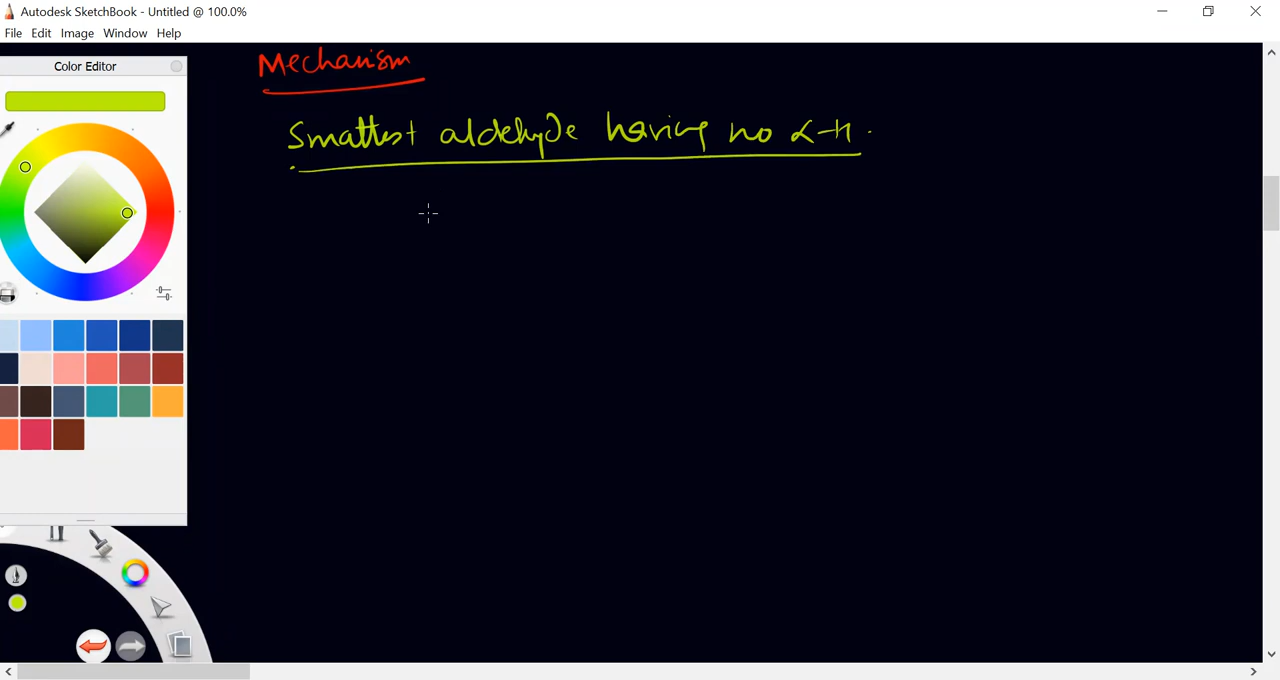 Autodesk SketchBook - Untitled @ 100.0%
File Edit Image Window Help
Color Editor
Mechanism
Smallest aldehyde having no α-H.